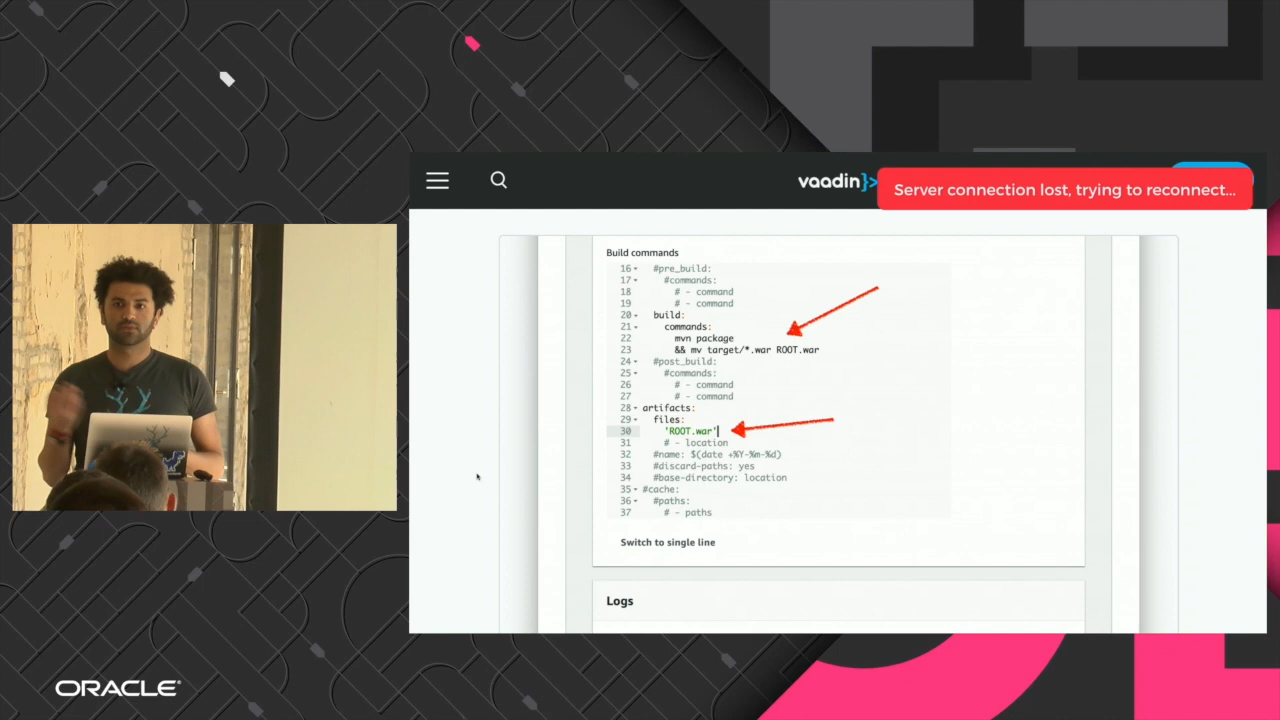 vaadin}>
Server connection lost, trying to reconnect...
Build commands
16 #pre_build:
17 #commands:
18 # - command
19 # - command
20 build:
21 commands:
22 mvn package
23 && mv target/*.war ROOT.war
24 #post_build:
25 #commands:
26 # - command
27 # - command
28 artifacts:
29 files:
30 'ROOT.war'
31 # - location
32 #name: $(date +%Y-%m-%d)
33 #discard-paths: yes
34 #base-directory: location
35 #cache:
36 #paths:
37 # - paths
Switch to single line
Logs
ORACLE®